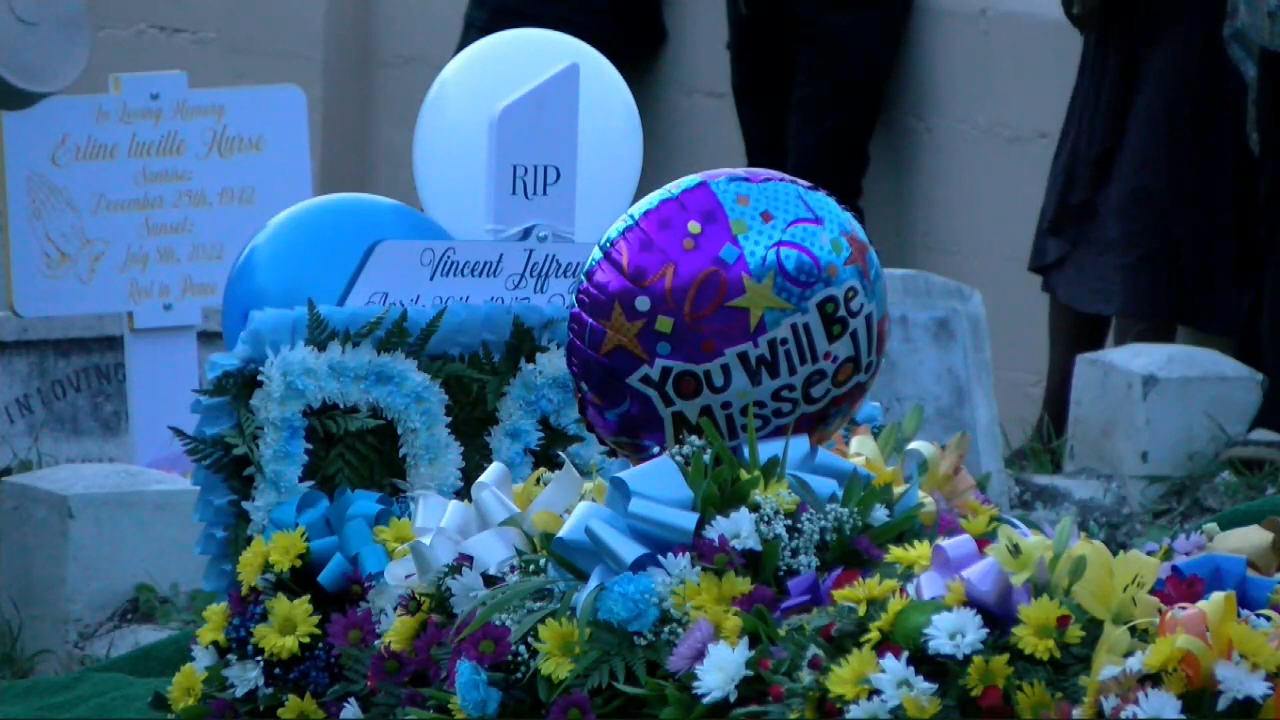 In Loving Memory
Erline lucille Hurse
Sunrise:
December 25th, 1942
Sunset:
July 8th, 2022
Rest in Peace
RIP
Vincent Jeffrey
April
IN LOVING
You Will Be
Missed!